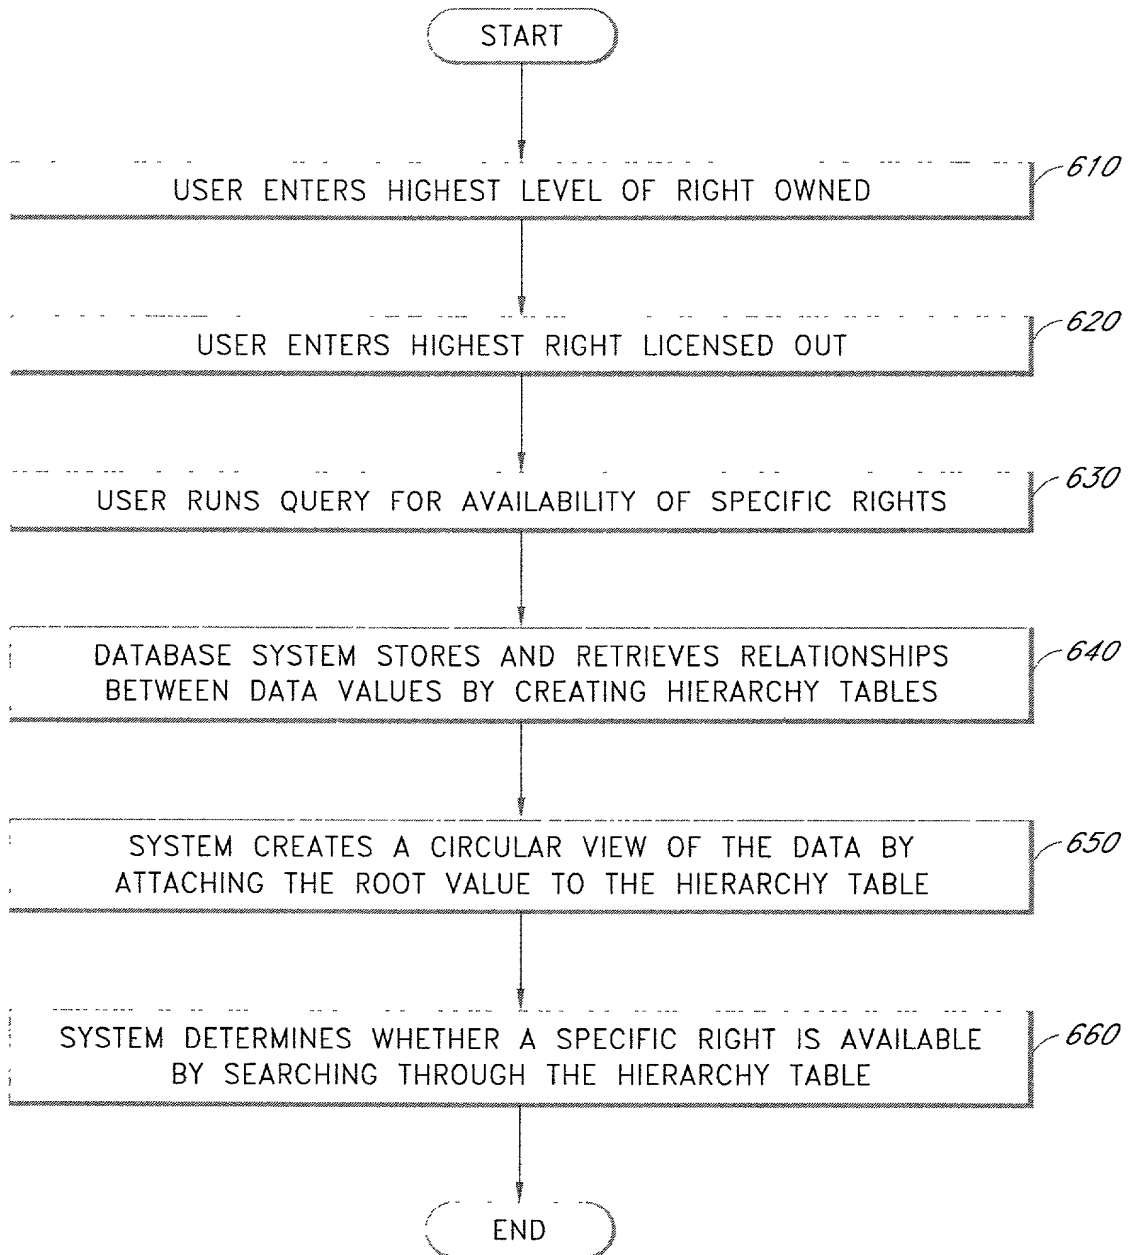 START
610
USER ENTERS HIGHEST LEVEL OF RIGHT OWNED
620
USER ENTERS HIGHEST RIGHT LICENSED OUT
630
USER RUNS QUERY FOR AVAILABILITY OF SPECIFIC RIGHTS
640
DATABASE SYSTEM STORES AND RETRIEVES RELATIONSHIPS
BETWEEN DATA VALUES BY CREATING HIERARCHY TABLES
650
SYSTEM CREATES A CIRCULAR VIEW OF THE DATA BY
ATTACHING THE ROOT VALUE TO THE HIERARCHY TABLE
660
SYSTEM DETERMINES WHETHER A SPECIFIC RIGHT IS AVAILABLE
BY SEARCHING THROUGH THE HIERARCHY TABLE
END